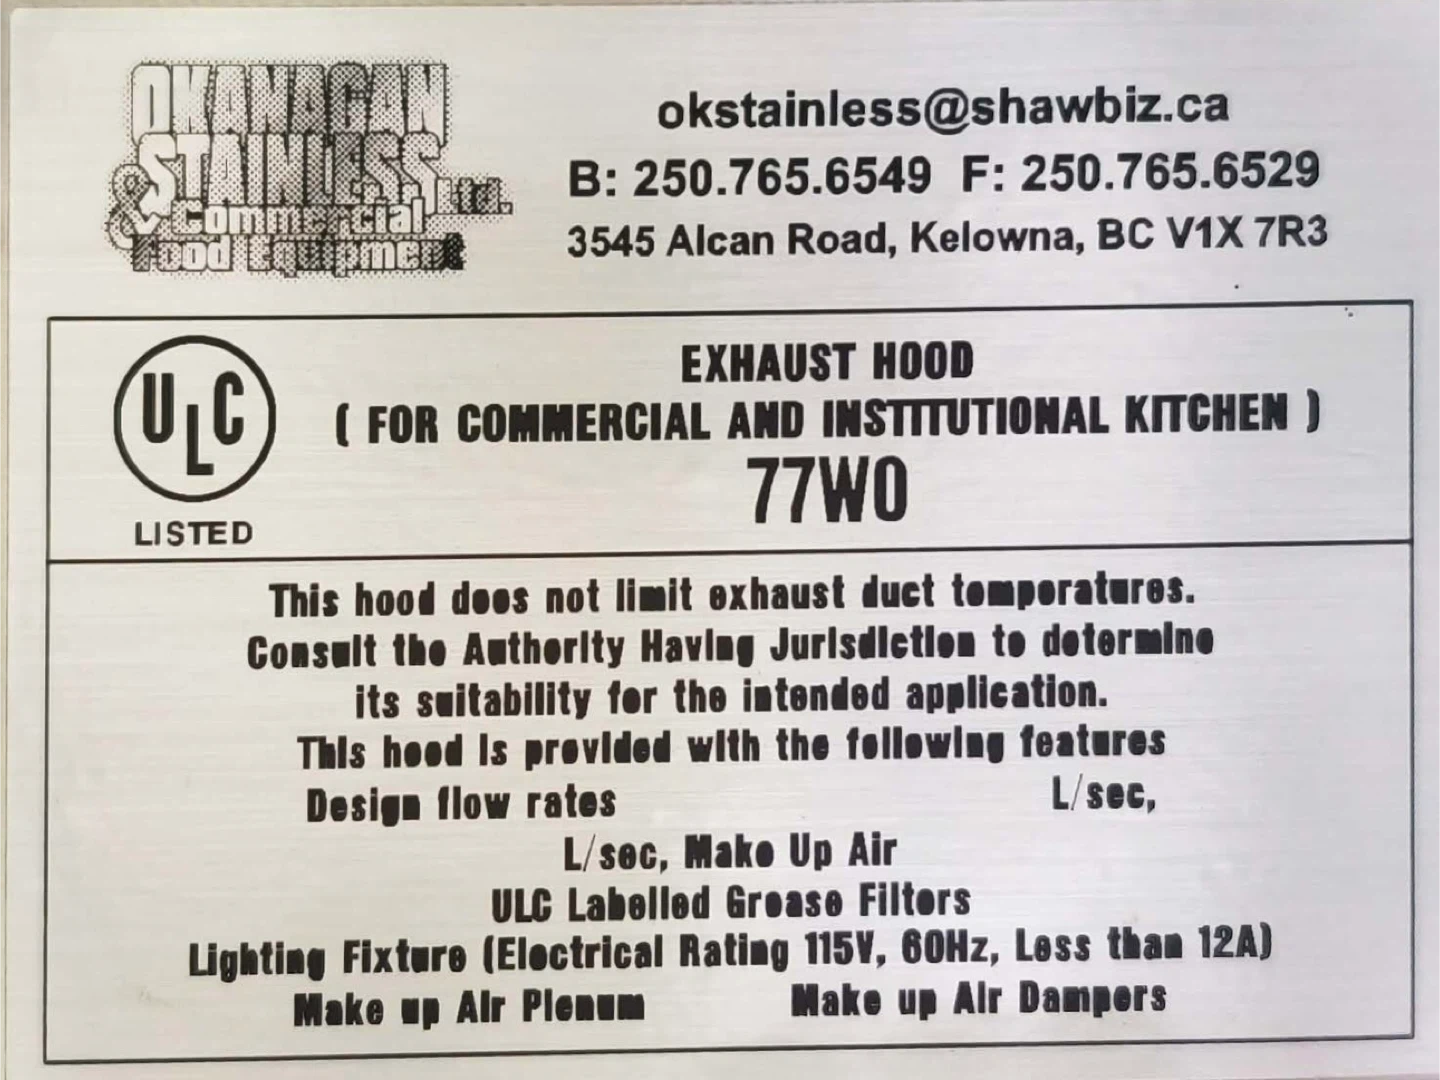 OKANAGAN
STAINLESS
& Commercial Ltd.
Food Equipment
okstainless@shawbiz.ca
B: 250.765.6549 F: 250.765.6529
3545 Alcan Road, Kelowna, BC V1X 7R3
ULC
LISTED
EXHAUST HOOD
( FOR COMMERCIAL AND INSTITUTIONAL KITCHEN )
77W0
This hood does not limit exhaust duct temperatures.
Consult the Authority Having Jurisdiction to determine
its suitability for the intended application.
This hood is provided with the following features
Design flow rates L/sec,
L/sec, Make Up Air
ULC Labelled Grease Filters
Lighting Fixture (Electrical Rating 115V, 60Hz, Less than 12A)
Make up Air Plenum Make up Air Dampers